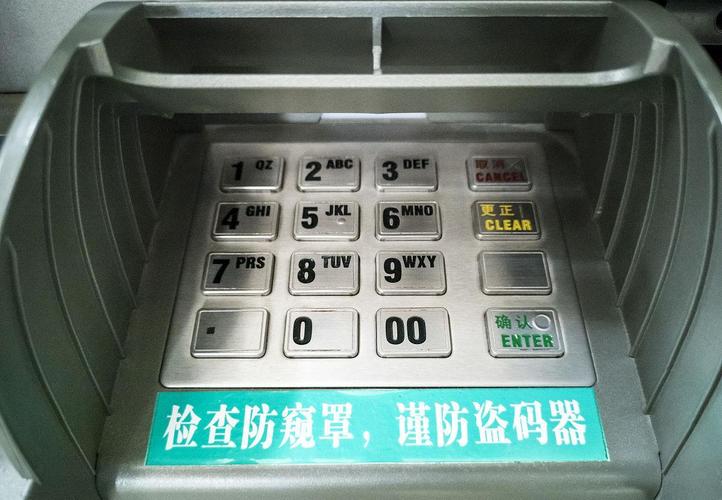 1 QZ 2 ABC 3 DEF 取消 CANCEL
4 GHI 5 JKL 6 MNO 更正 CLEAR
7 PRS 8 TUV 9 WXY
. 0 00 确认 ENTER
检查防窥罩，谨防盗码器